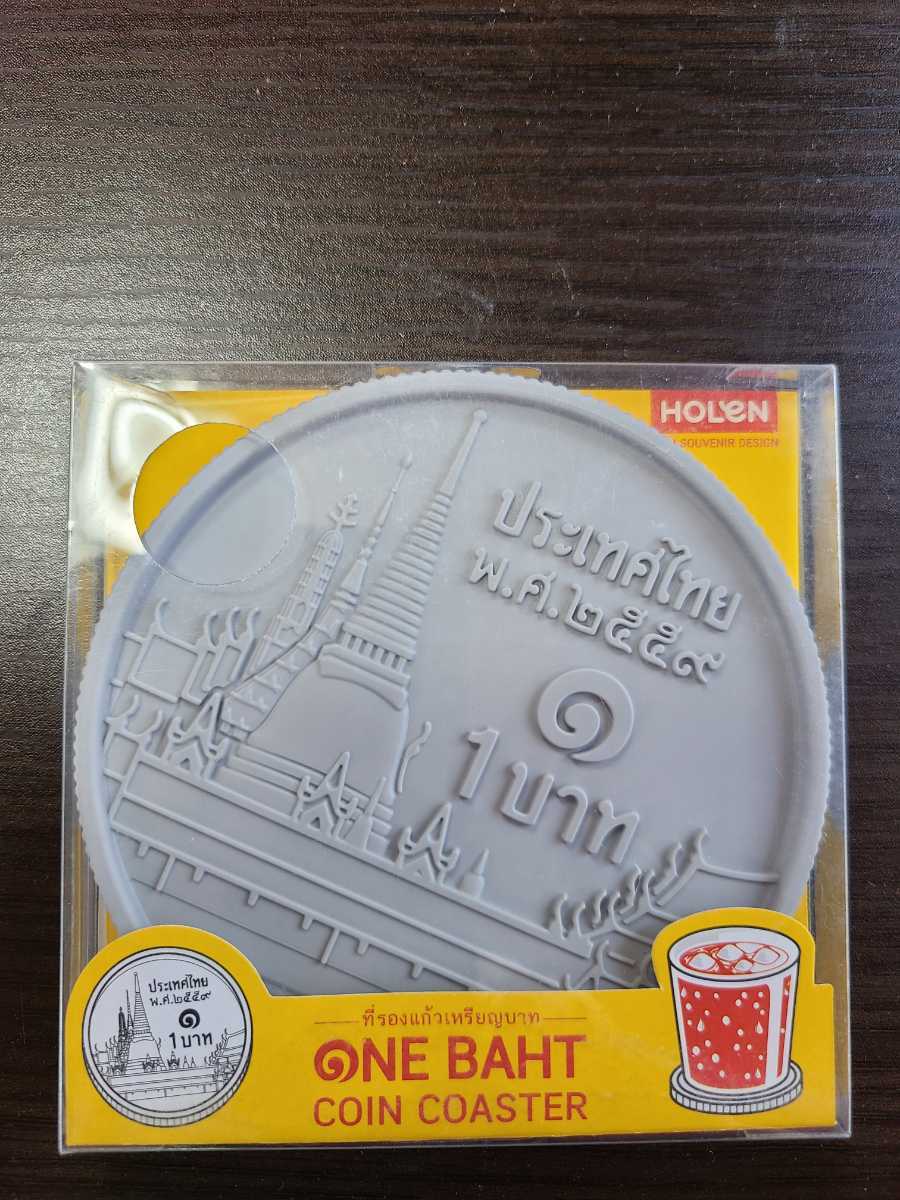 HOLEN
SOUVENIR DESIGN
ประเทศไทย
พ.ศ.๒๕๕๙
๑
1 บาท
ประเทศไทย
พ.ศ.๒๕๕๙
๑
1 บาท
ที่รองแก้วเหรียญบาท
๑NE BAHT
COIN COASTER